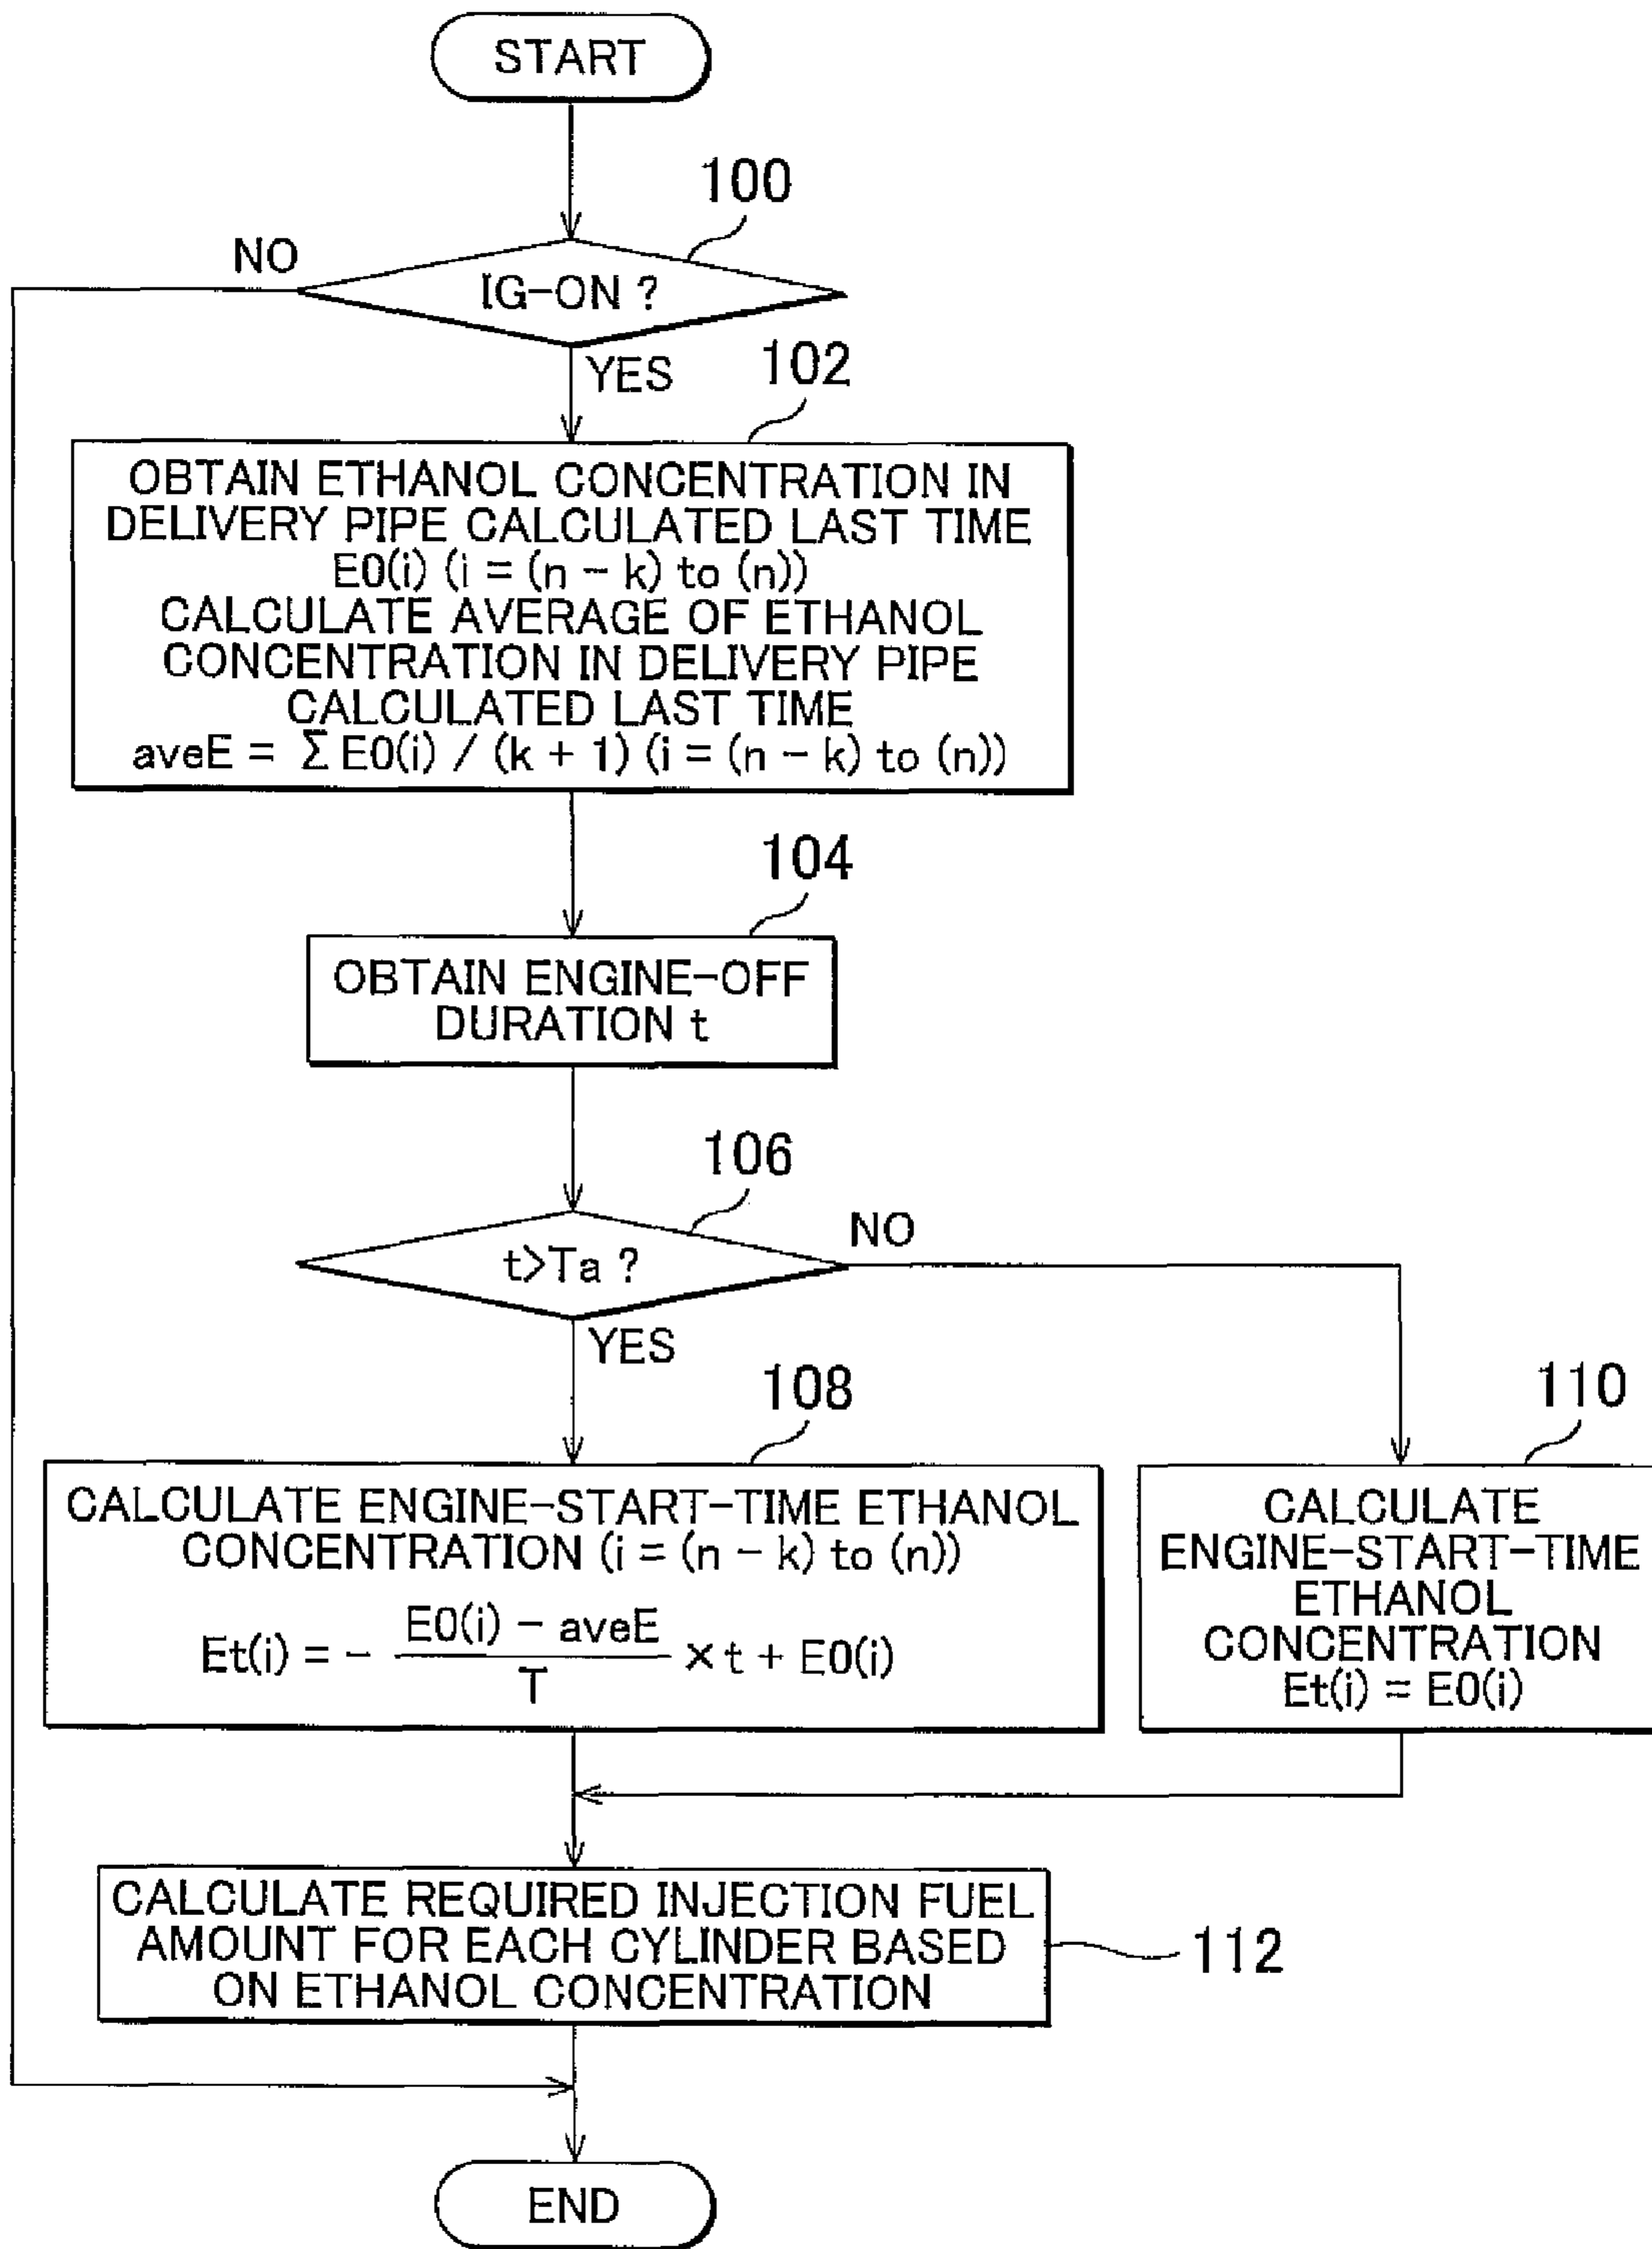 START
100
NO
IG-ON ?
YES
102
OBTAIN ETHANOL CONCENTRATION IN
DELIVERY PIPE CALCULATED LAST TIME
E0(i) (i = (n - k) to (n))
CALCULATE AVERAGE OF ETHANOL
CONCENTRATION IN DELIVERY PIPE
CALCULATED LAST TIME
aveE = Σ E0(i) / (k + 1) (i = (n - k) to (n))
104
OBTAIN ENGINE-OFF
DURATION t
106
t>Ta ?
NO
YES
108
CALCULATE ENGINE-START-TIME ETHANOL
CONCENTRATION (i = (n - k) to (n))
Et(i) = - E0(i) - aveE / T × t + E0(i)
110
CALCULATE
ENGINE-START-TIME
ETHANOL
CONCENTRATION
Et(i) = E0(i)
CALCULATE REQUIRED INJECTION FUEL
AMOUNT FOR EACH CYLINDER BASED
ON ETHANOL CONCENTRATION
112
END